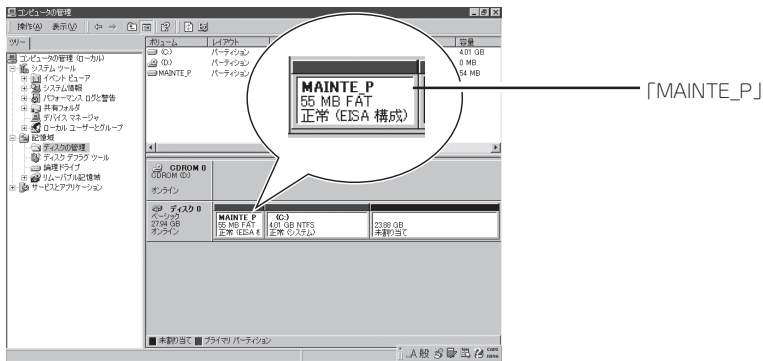 コンピュータの管理
操作(A) 表示(V)
ツリー
コンピュータの管理 (ローカル)
システム ツール
イベント ビューア
システム情報
パフォーマンス ログと警告
共有フォルダ
デバイス マネージャ
ローカル ユーザーとグループ
記憶域
ディスクの管理
ディスク デフラグ ツール
論理ドライブ
リムーバブル記憶域
サービスとアプリケーション
ボリューム レイアウト 容量
(C:) パーティション 4.01 GB
(D:) パーティション 0 MB
MAINTE_P パーティション 54 MB
MAINTE_P
55 MB FAT
正常 (EISA 構成)
「MAINTE_P」
CDROM 0
CDROM (D:)
オンライン
ディスク 0
ベーシック
27.94 GB
オンライン
MAINTE_P
55 MB FAT
正常 (EISA 構
(C:)
4.01 GB NTFS
正常 (システム)
23.88 GB
未割り当て
未割り当て プライマリ パーティション
A 般
CAPS
KANA